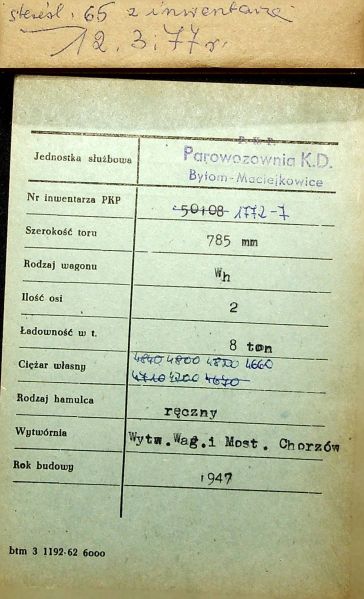 skreśl. 65 z inwentarza
12.3.77r.
P K P
Parowozownia K.D.
Bytom-Maciejkowice
Jednostka służbowa
Nr inwentarza PKP 50108 1772-7
Szerokość toru 785 mm
Rodzaj wagonu Wh
Ilość osi 2
Ładowność w t. 8 ton
Ciężar własny 4840 4800 4820 4660
4710 4200 4670
Rodzaj hamulca ręczny
Wytwórnia Wytw.Wag.i Most. Chorzów
Rok budowy 1947
btm 3 1192-62 6000